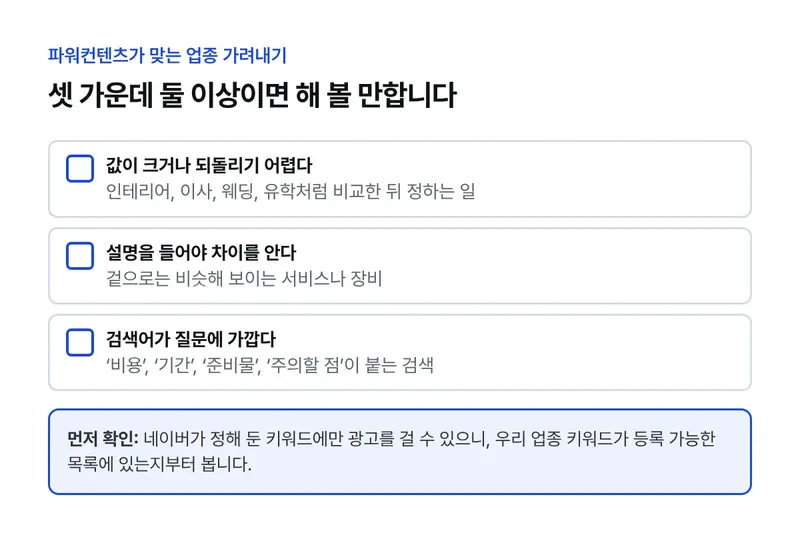 파워컨텐츠가 맞는 업종 가려내기
셋 가운데 둘 이상이면 해 볼 만합니다
값이 크거나 되돌리기 어렵다
인테리어, 이사, 웨딩, 유학처럼 비교한 뒤 정하는 일
설명을 들어야 차이를 안다
겉으로는 비슷해 보이는 서비스나 장비
검색어가 질문에 가깝다
‘비용’, ‘기간’, ‘준비물’, ‘주의할 점’이 붙는 검색
먼저 확인: 네이버가 정해 둔 키워드에만 광고를 걸 수 있으니, 우리 업종 키워드가 등록 가능한
목록에 있는지부터 봅니다.